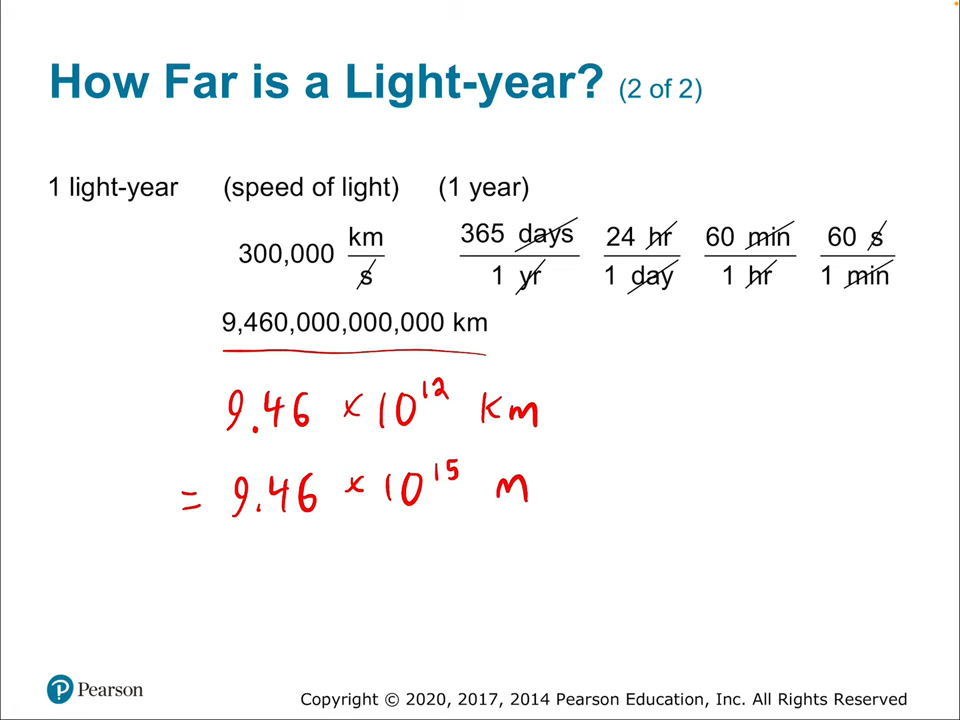 How Far is a Light-year? (2 of 2)
1 light-year (speed of light) (1 year)
300,000 km/s 365 days/1 yr 24 hr/1 day 60 min/1 hr 60 s/1 min
9,460,000,000,000 km
9.46 × 10¹² km
= 9.46 × 10¹⁵ m
Pearson
Copyright © 2020, 2017, 2014 Pearson Education, Inc. All Rights Reserved